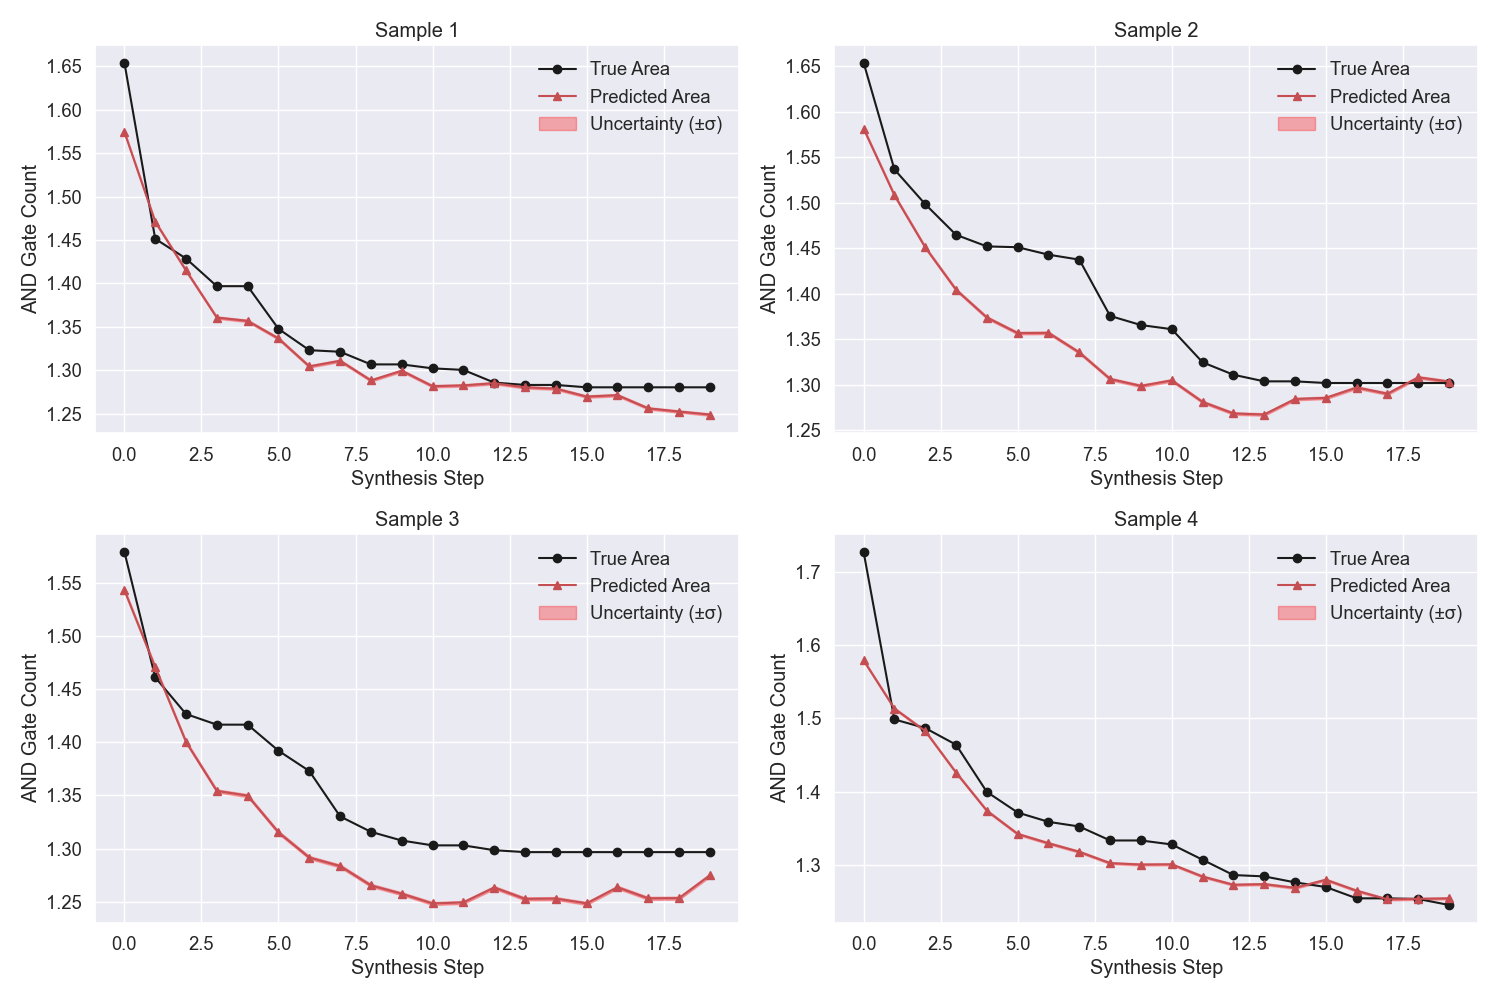 Sample 1
True Area
Predicted Area
Uncertainty (±σ)
AND Gate Count
1.65
1.60
1.55
1.50
1.45
1.40
1.35
1.30
1.25
0.0 2.5 5.0 7.5 10.0 12.5 15.0 17.5
Synthesis Step
Sample 2
True Area
Predicted Area
Uncertainty (±σ)
AND Gate Count
1.65
1.60
1.55
1.50
1.45
1.40
1.35
1.30
1.25
0.0 2.5 5.0 7.5 10.0 12.5 15.0 17.5
Synthesis Step
Sample 3
True Area
Predicted Area
Uncertainty (±σ)
AND Gate Count
1.55
1.50
1.45
1.40
1.35
1.30
1.25
0.0 2.5 5.0 7.5 10.0 12.5 15.0 17.5
Synthesis Step
Sample 4
True Area
Predicted Area
Uncertainty (±σ)
AND Gate Count
1.7
1.6
1.5
1.4
1.3
0.0 2.5 5.0 7.5 10.0 12.5 15.0 17.5
Synthesis Step